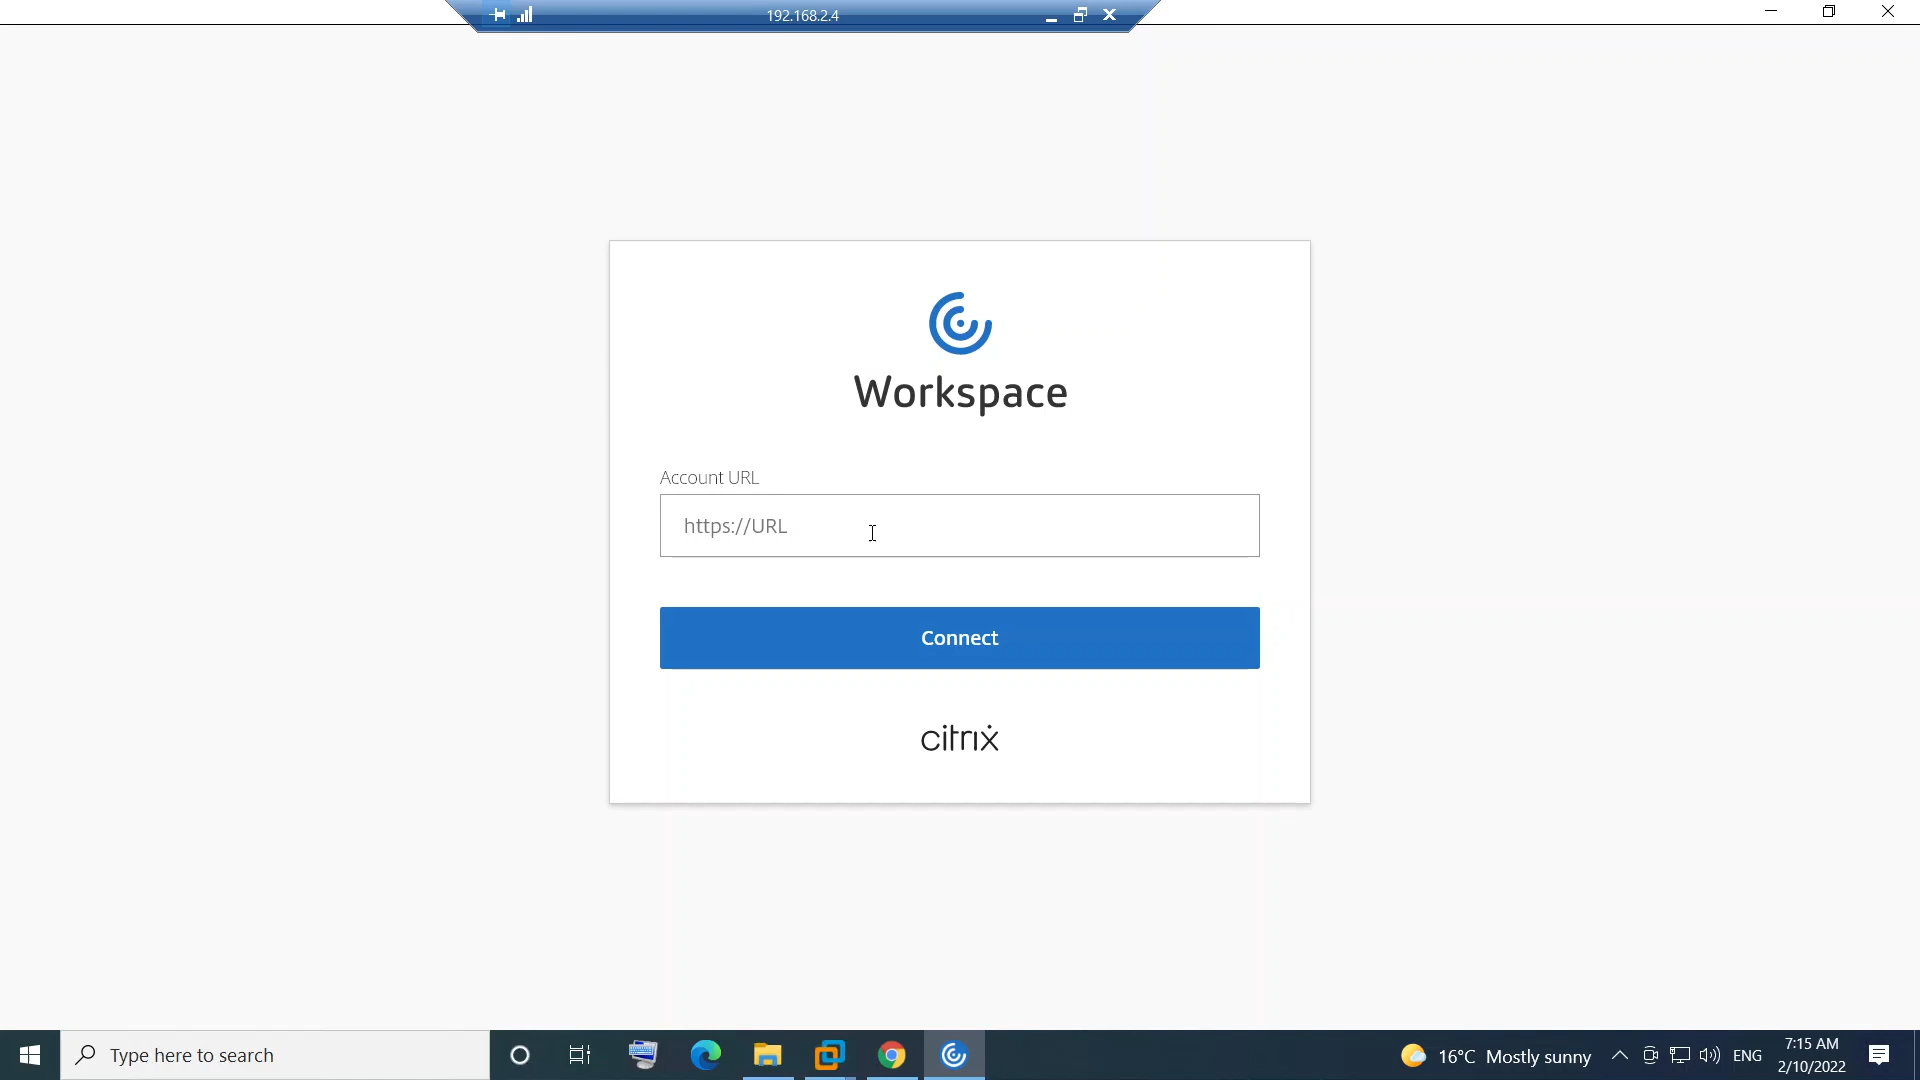 192.168.2.4
Workspace
Account URL
https://URL
Connect
citrix
Type here to search
16°C Mostly sunny
ENG
7:15 AM
2/10/2022